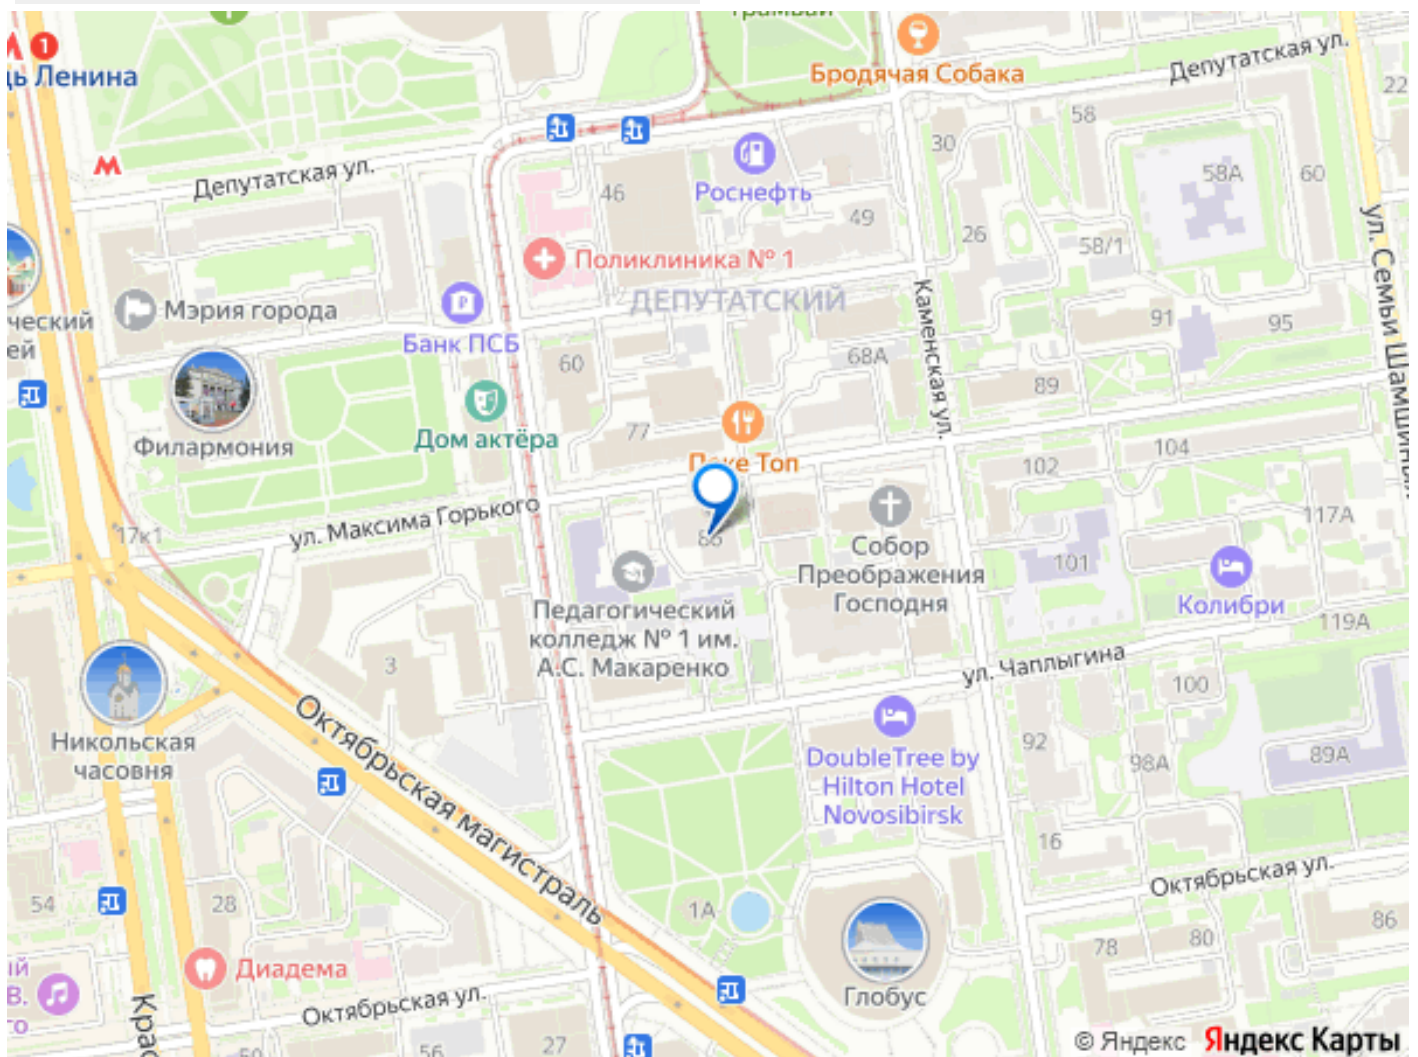 1
Ленина
Трамвай
Бродячая Собака
Депутатская ул.
22
58
30
Депутатская ул.
46
Роснефть
49
58А
60
ул. Семьи Шамшиных
26
58/1
Поликлиника № 1
ДЕПУТАТСКИЙ
Каменская ул.
Мэрия города
Банк ПСБ
91
95
60
68А
89
Филармония
Дом актёра
77
Поке Топ
104
102
17к1
ул. Максима Горького
117А
Собор
Преображения
Господня
101
Колибри
119А
Педагогический
колледж № 1 им.
А.С. Макаренко
3
ул. Чаплыгина
100
Никольская
часовня
Октябрьская магистраль
DoubleTree by
Hilton Hotel
Novosibirsk
92
98А
89А
16
Октябрьская ул.
54
28
1А
86
78
80
Диадема
Глобус
Октябрьская ул.
56
27
© Яндекс Яндекс Карты